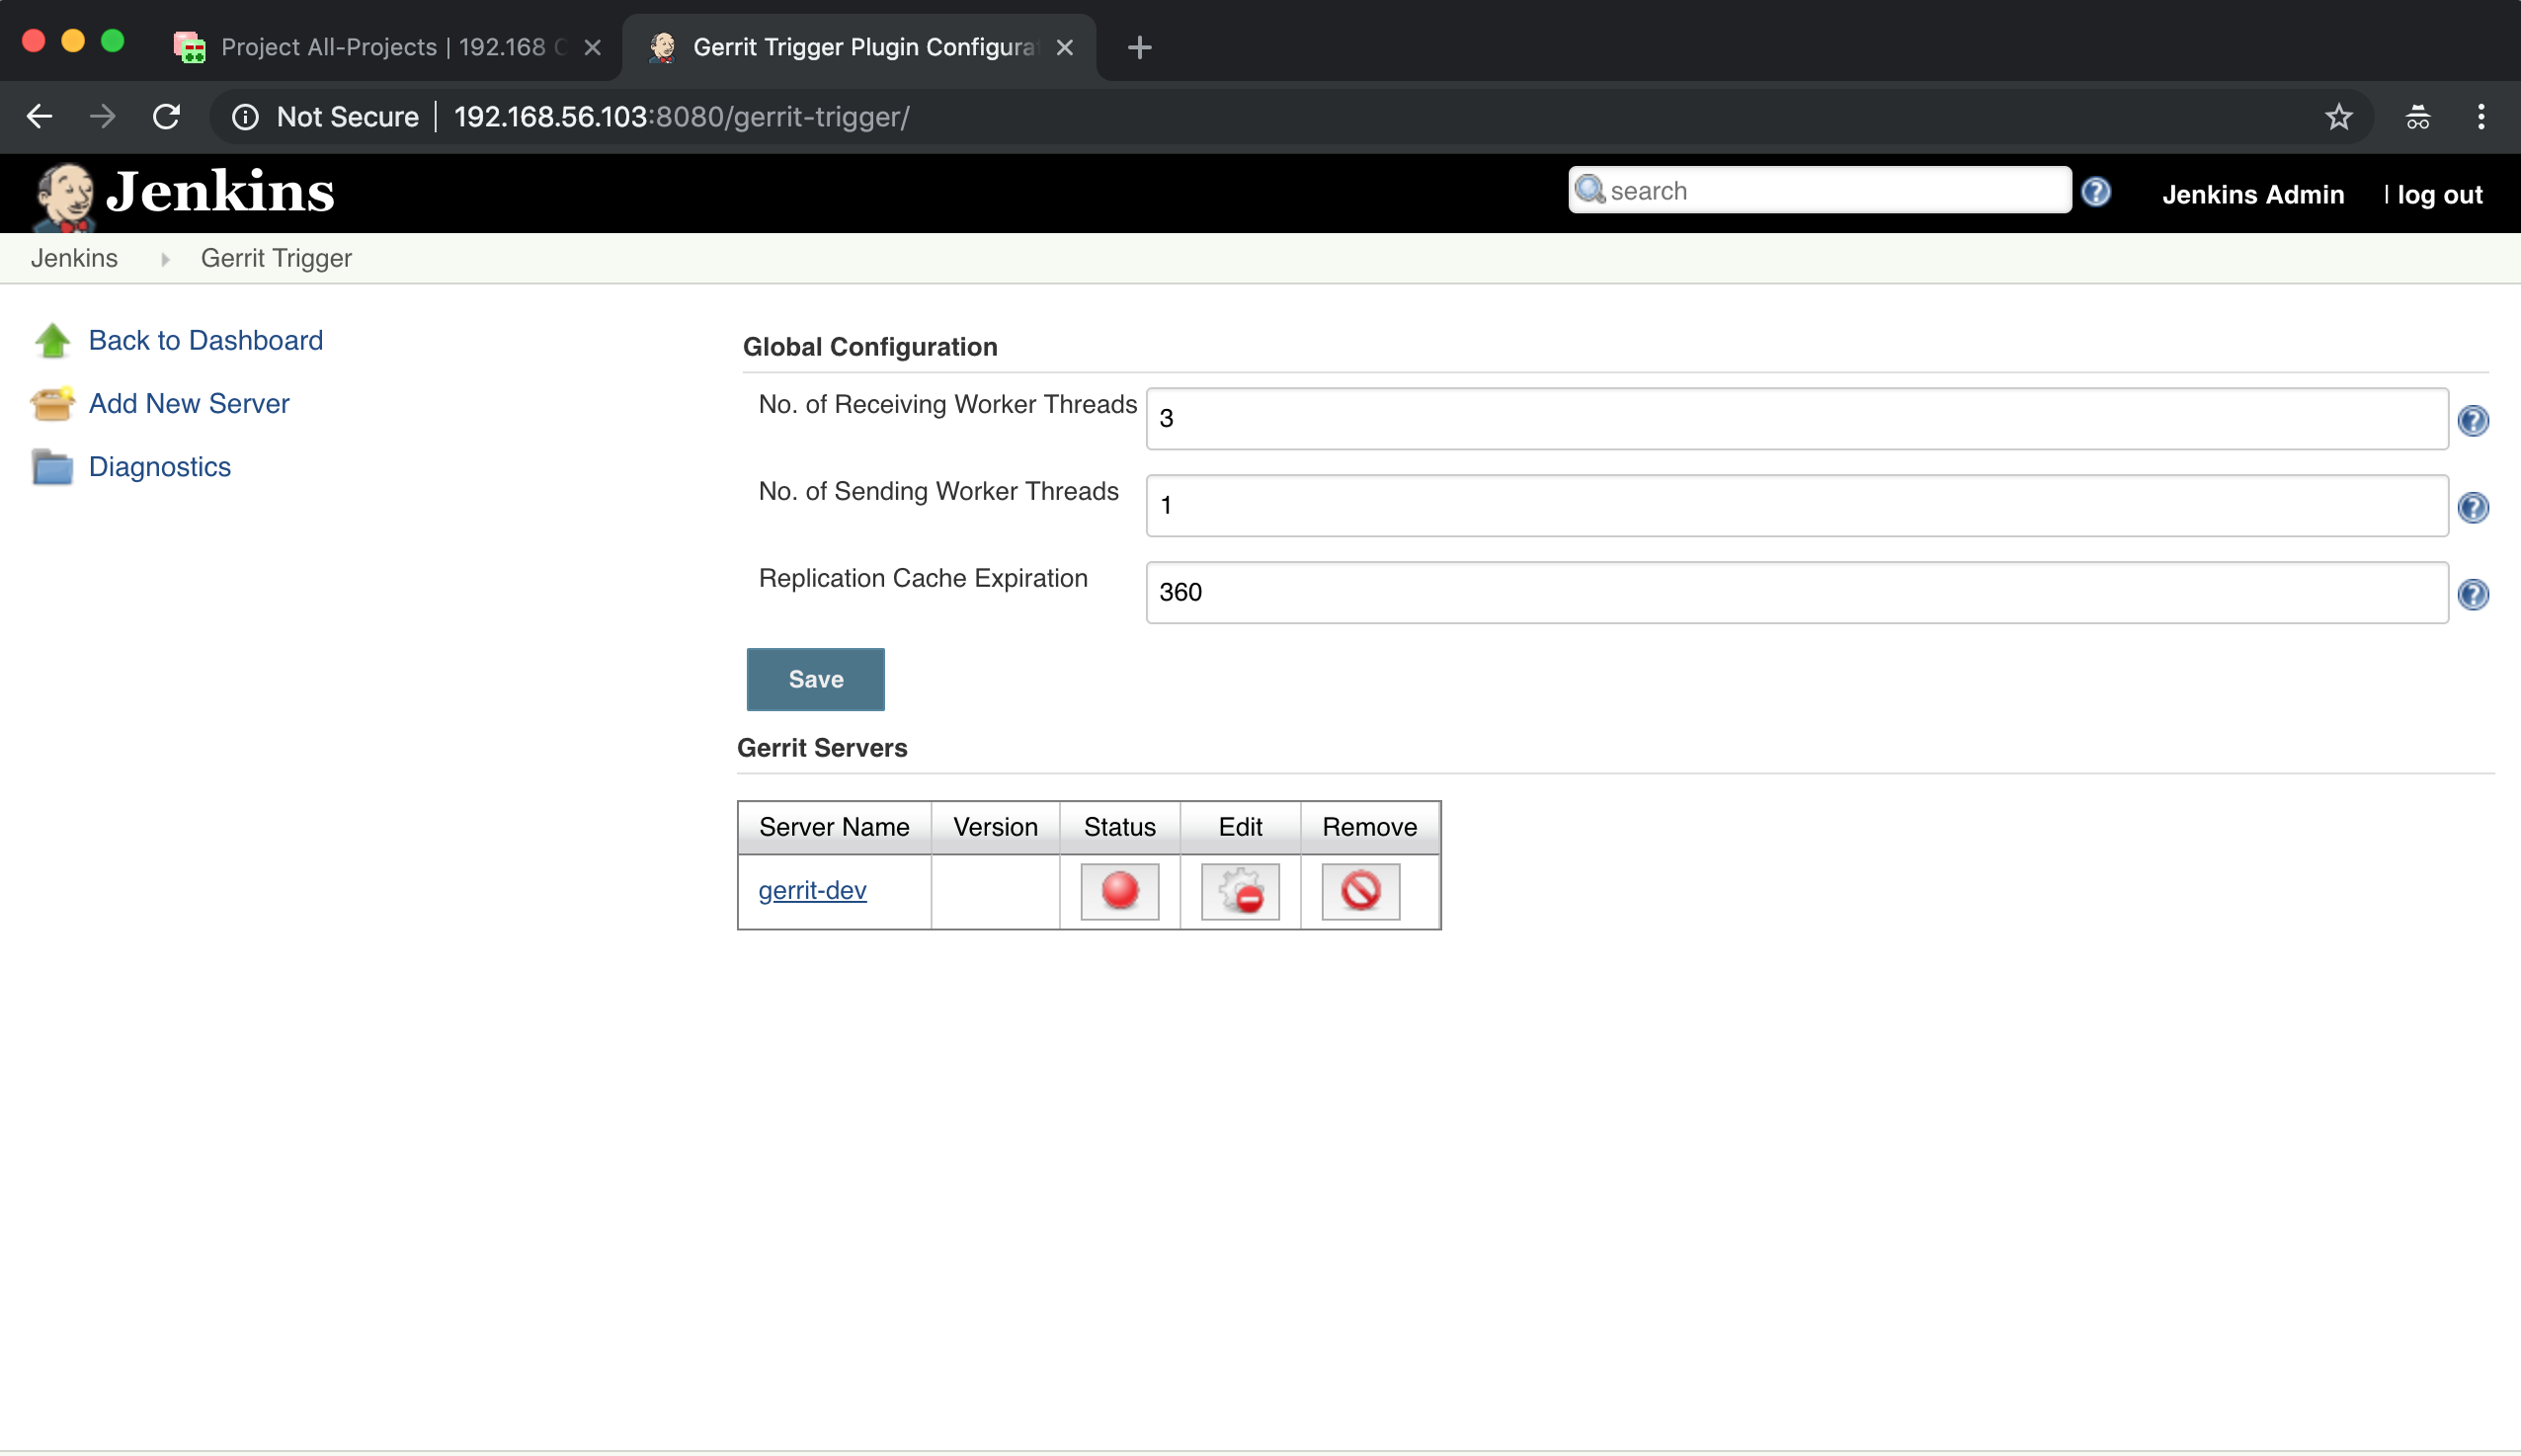 Project All-Projects | 192.168
Gerrit Trigger Plugin Configura
Not Secure | 192.168.56.103:8080/gerrit-trigger/
Jenkins
search
Jenkins Admin
| log out
Jenkins
Gerrit Trigger
Back to Dashboard
Add New Server
Diagnostics
Global Configuration
No. of Receiving Worker Threads
3
No. of Sending Worker Threads
1
Replication Cache Expiration
360
Save
Gerrit Servers
Server Name Version Status Edit Remove
gerrit-dev